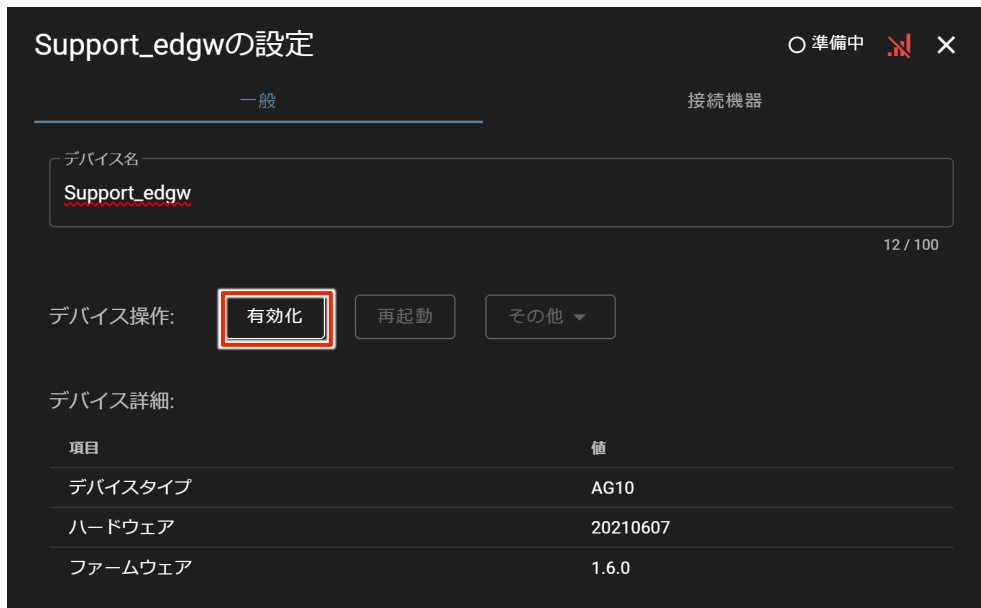 Support_edgwの設定 準備中
一般 接続機器
デバイス名
Support_edgw
12 / 100
デバイス操作: 有効化 再起動 その他
デバイス詳細:
項目 値
デバイスタイプ AG10
ハードウェア 20210607
ファームウェア 1.6.0